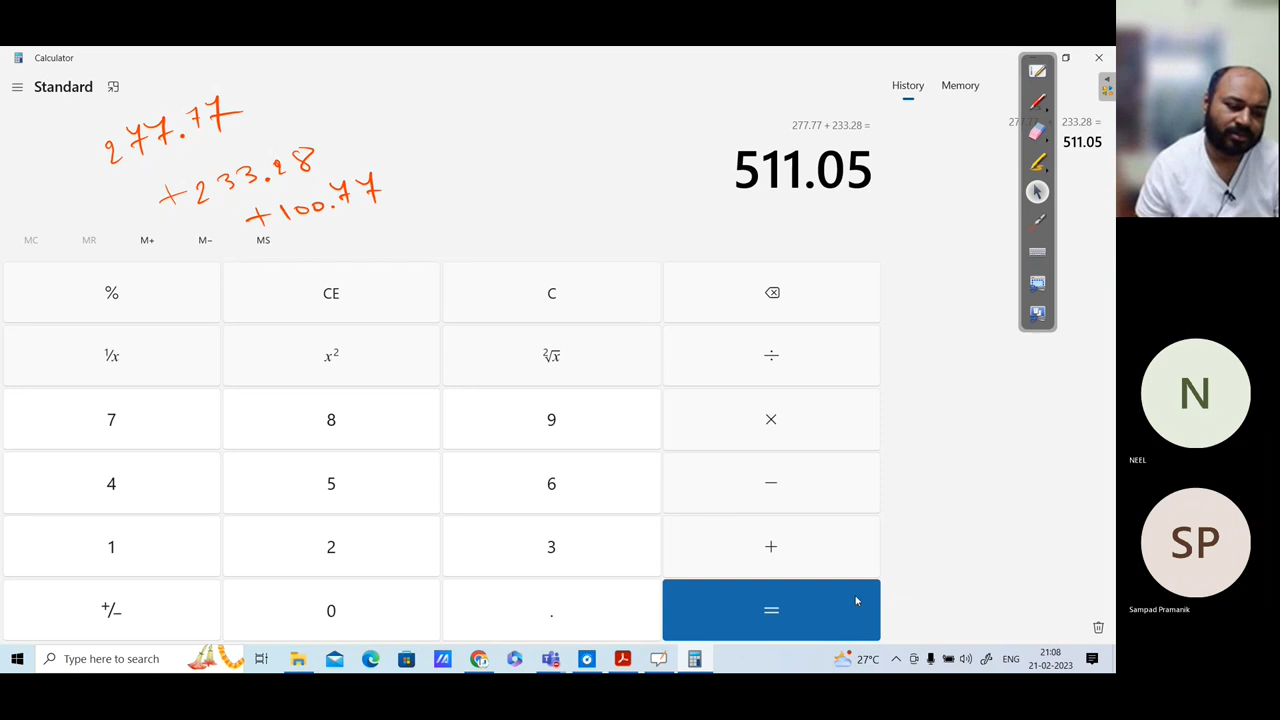 Calculator
Standard
History
Memory
277.77
+233.28
+100.77
277.77 + 233.28 =
511.05
277.77 + 233.28 =
511.05
MC MR M+ M− MS
% CE C
⅟x x² ²√x ÷
7 8 9 ×
4 5 6 −
1 2 3 +
+/− 0 . =
N
NEEL
SP
Sampad Pramanik
Type here to search
27°C
ENG
21:08
21-02-2023